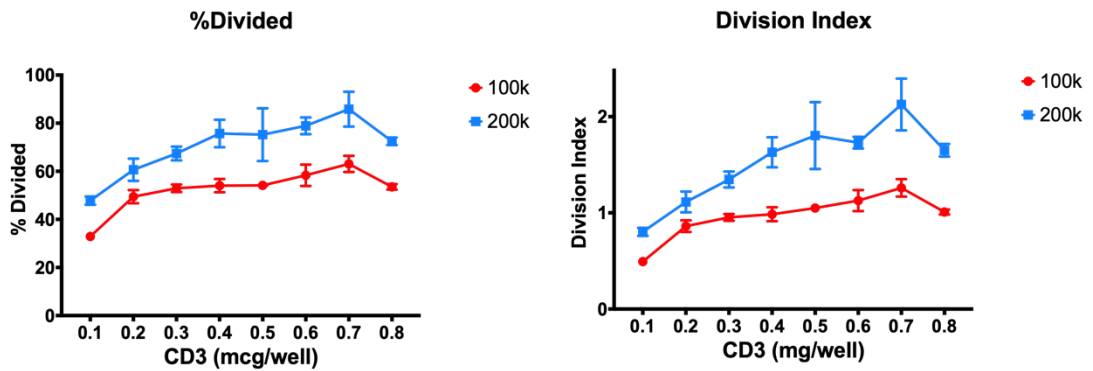 %Divided
100
80
60
40
20
0
% Divided
0.1 0.2 0.3 0.4 0.5 0.6 0.7 0.8
CD3 (mcg/well)
100k
200k
Division Index
2
1
0
Division Index
0.1 0.2 0.3 0.4 0.5 0.6 0.7 0.8
CD3 (mg/well)
100k
200k